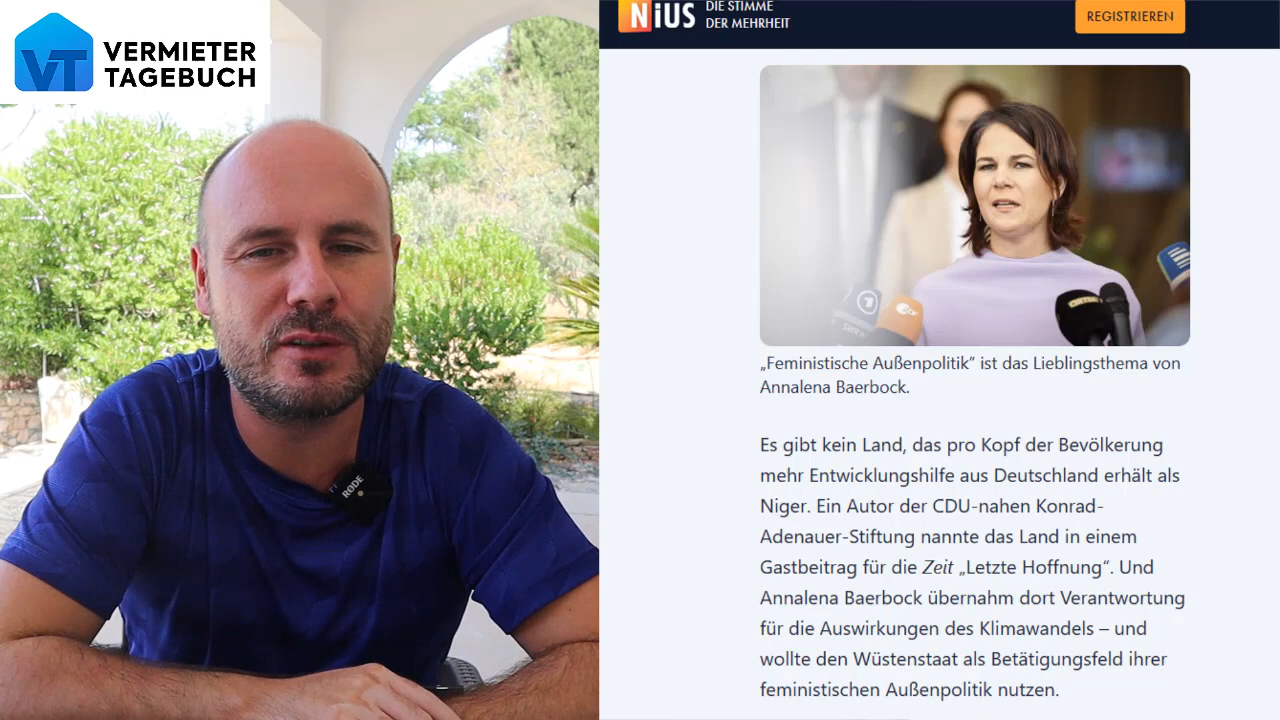 VT
VERMIETER
TAGEBUCH
RODE
NiUS
DIE STIMME
DER MEHRHEIT
REGISTRIEREN
ZDF
SWR
„Feministische Außenpolitik“ ist das Lieblingsthema von
Annalena Baerbock.
Es gibt kein Land, das pro Kopf der Bevölkerung
mehr Entwicklungshilfe aus Deutschland erhält als
Niger. Ein Autor der CDU-nahen Konrad-
Adenauer-Stiftung nannte das Land in einem
Gastbeitrag für die Zeit „Letzte Hoffnung“. Und
Annalena Baerbock übernahm dort Verantwortung
für die Auswirkungen des Klimawandels – und
wollte den Wüstenstaat als Betätigungsfeld ihrer
feministischen Außenpolitik nutzen.